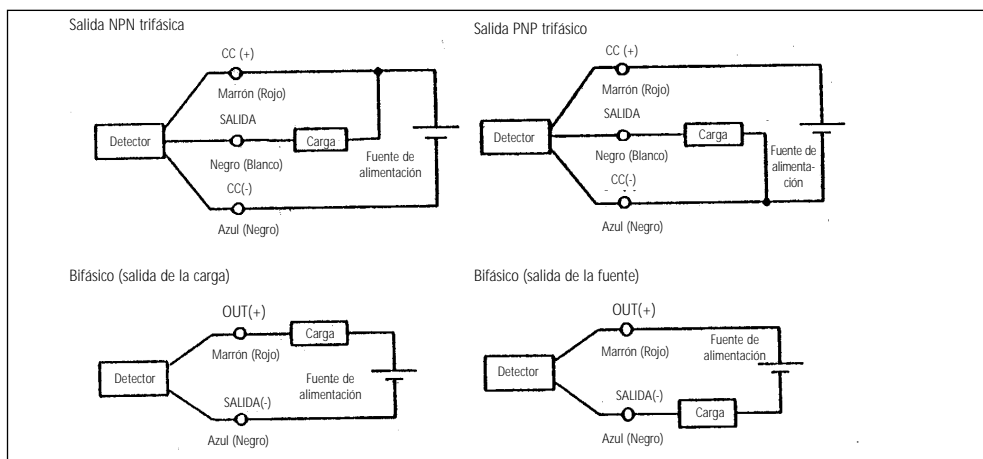 Salida NPN trifásica
CC (+)
Marrón (Rojo)
SALIDA
Detector
Carga
Negro (Blanco)
Fuente de
alimentación
CC(-)
Azul (Negro)
Salida PNP trifásico
CC (+)
Marrón (Rojo)
SALIDA
Detector
Carga
Negro (Blanco)
Fuente de
alimenta-
ción
CC(-)
Azul (Negro)
Bifásico (salida de la carga)
OUT(+)
Carga
Marrón (Rojo)
Detector
Fuente de
alimentación
SALIDA(-)
Azul (Negro)
Bifásico (salida de la fuente)
OUT(+)
Marrón (Rojo)
Fuente de
alimentación
Detector
SALIDA(-)
Carga
Azul (Negro)